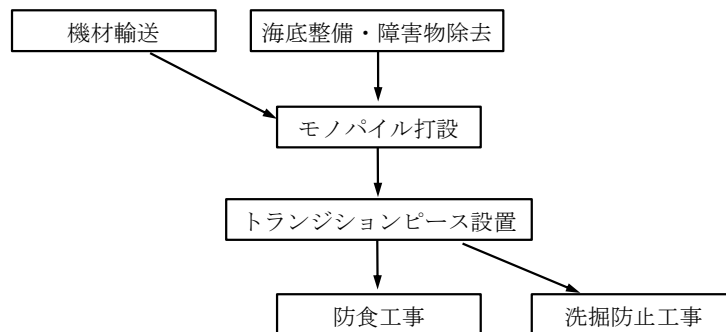 機材輸送
海底整備・障害物除去
モノパイル打設
トランジションピース設置
防食工事
洗掘防止工事